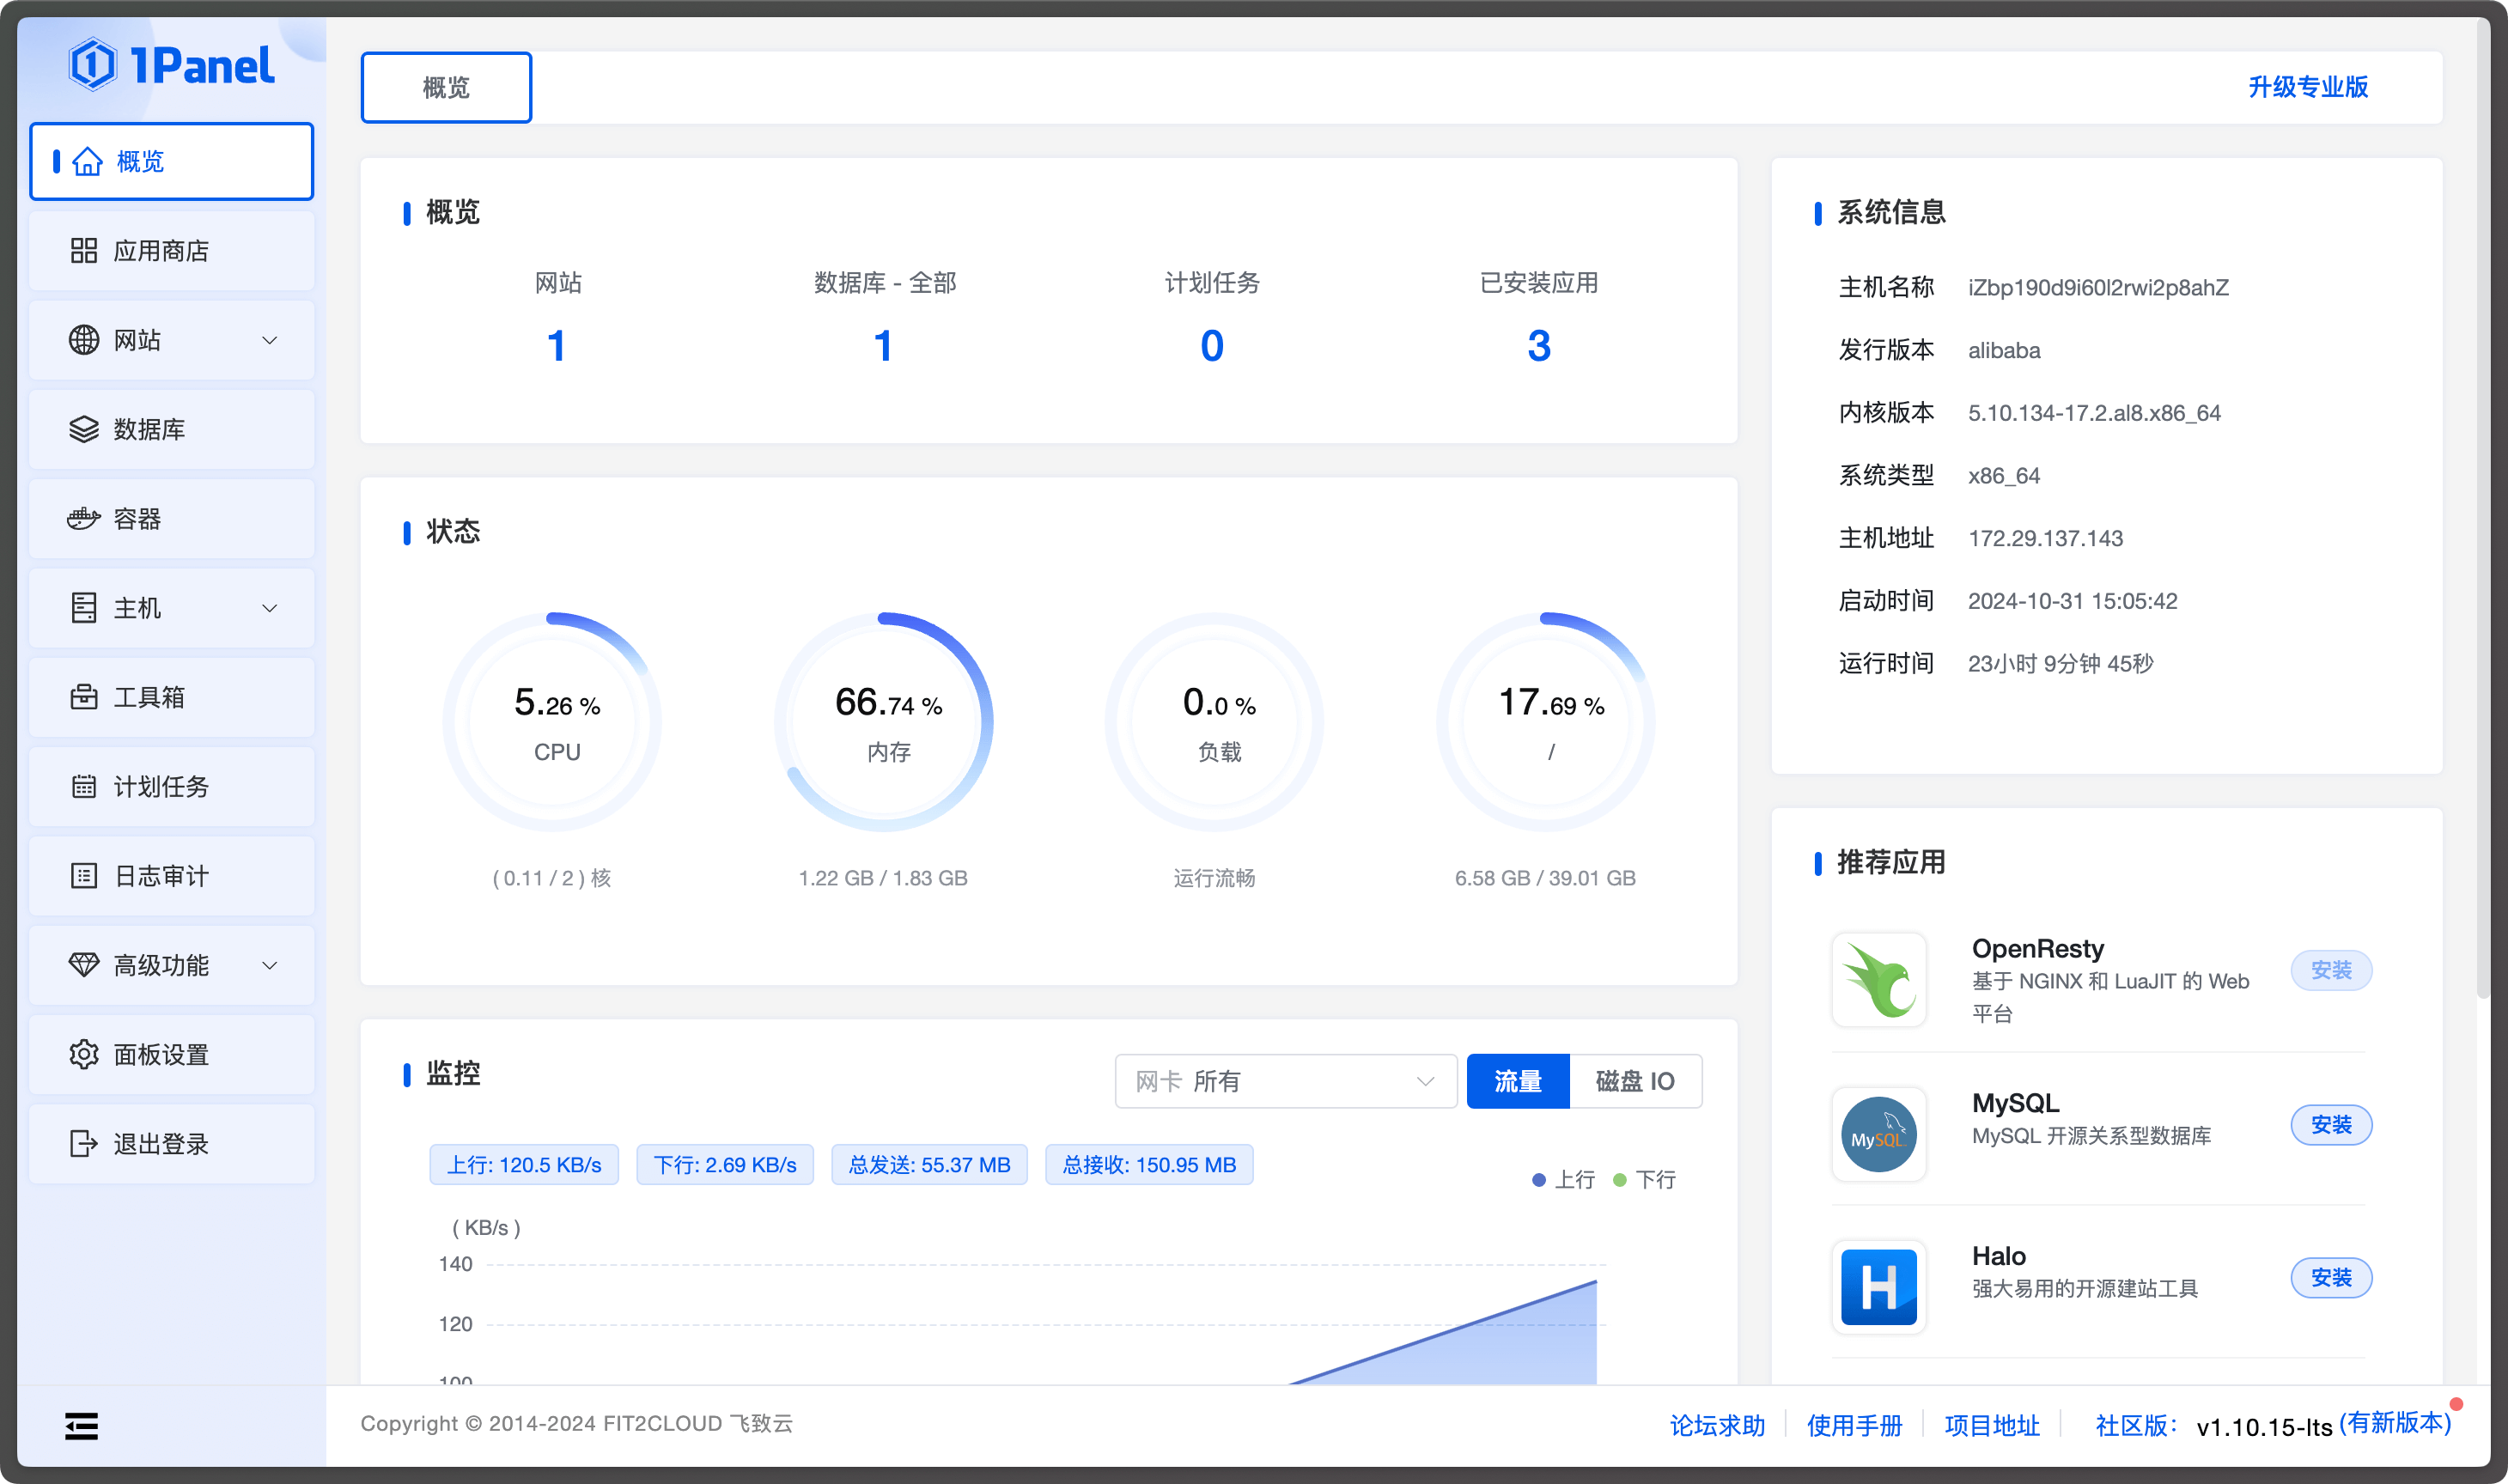 1Panel
概览
应用商店
网站
数据库
容器
主机
工具箱
计划任务
日志审计
高级功能
面板设置
退出登录
概览
升级专业版
概览
网站
数据库 - 全部
计划任务
已安装应用
1
1
0
3
状态
5.26 %
CPU
( 0.11 / 2 ) 核
66.74 %
内存
1.22 GB / 1.83 GB
0.0 %
负载
运行流畅
17.69 %
/
6.58 GB / 39.01 GB
监控
网卡 所有
流量
磁盘 IO
上行: 120.5 KB/s
下行: 2.69 KB/s
总发送: 55.37 MB
总接收: 150.95 MB
上行
下行
( KB/s )
140
120
100
系统信息
主机名称 iZbp190d9i60l2rwi2p8ahZ
发行版本 alibaba
内核版本 5.10.134-17.2.al8.x86_64
系统类型 x86_64
主机地址 172.29.137.143
启动时间 2024-10-31 15:05:42
运行时间 23小时 9分钟 45秒
推荐应用
OpenResty
基于 NGINX 和 LuaJIT 的 Web
平台
安装
MySQL
MySQL
MySQL 开源关系型数据库
安装
H
Halo
强大易用的开源建站工具
安装
Copyright © 2014-2024 FIT2CLOUD 飞致云
论坛求助
使用手册
项目地址
社区版: v1.10.15-lts (有新版本)